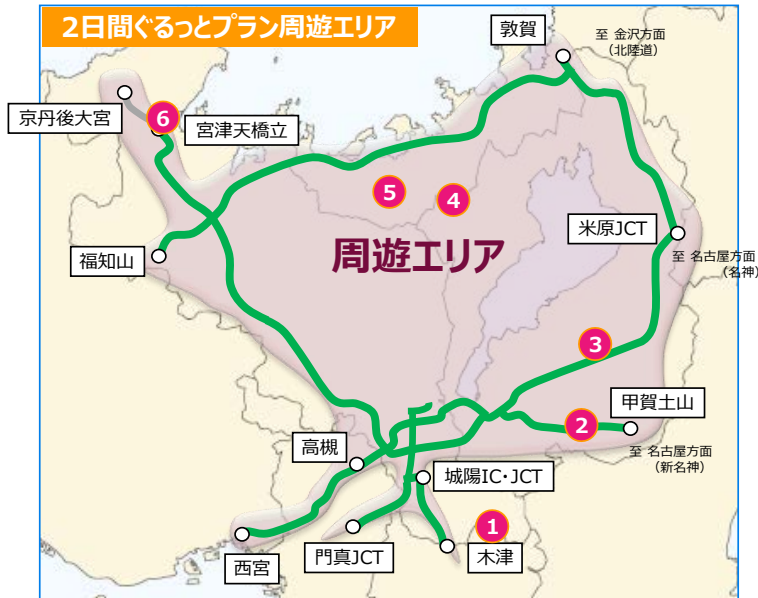 2日間ぐるっとプラン周遊エリア
敦賀
至 金沢方面
(北陸道)
京丹後大宮
6
宮津天橋立
5
4
米原JCT
周遊エリア
福知山
至 名古屋方面
(名神)
3
甲賀土山
2
高槻
至 名古屋方面
(新名神)
城陽IC・JCT
1
西宮
門真JCT
木津